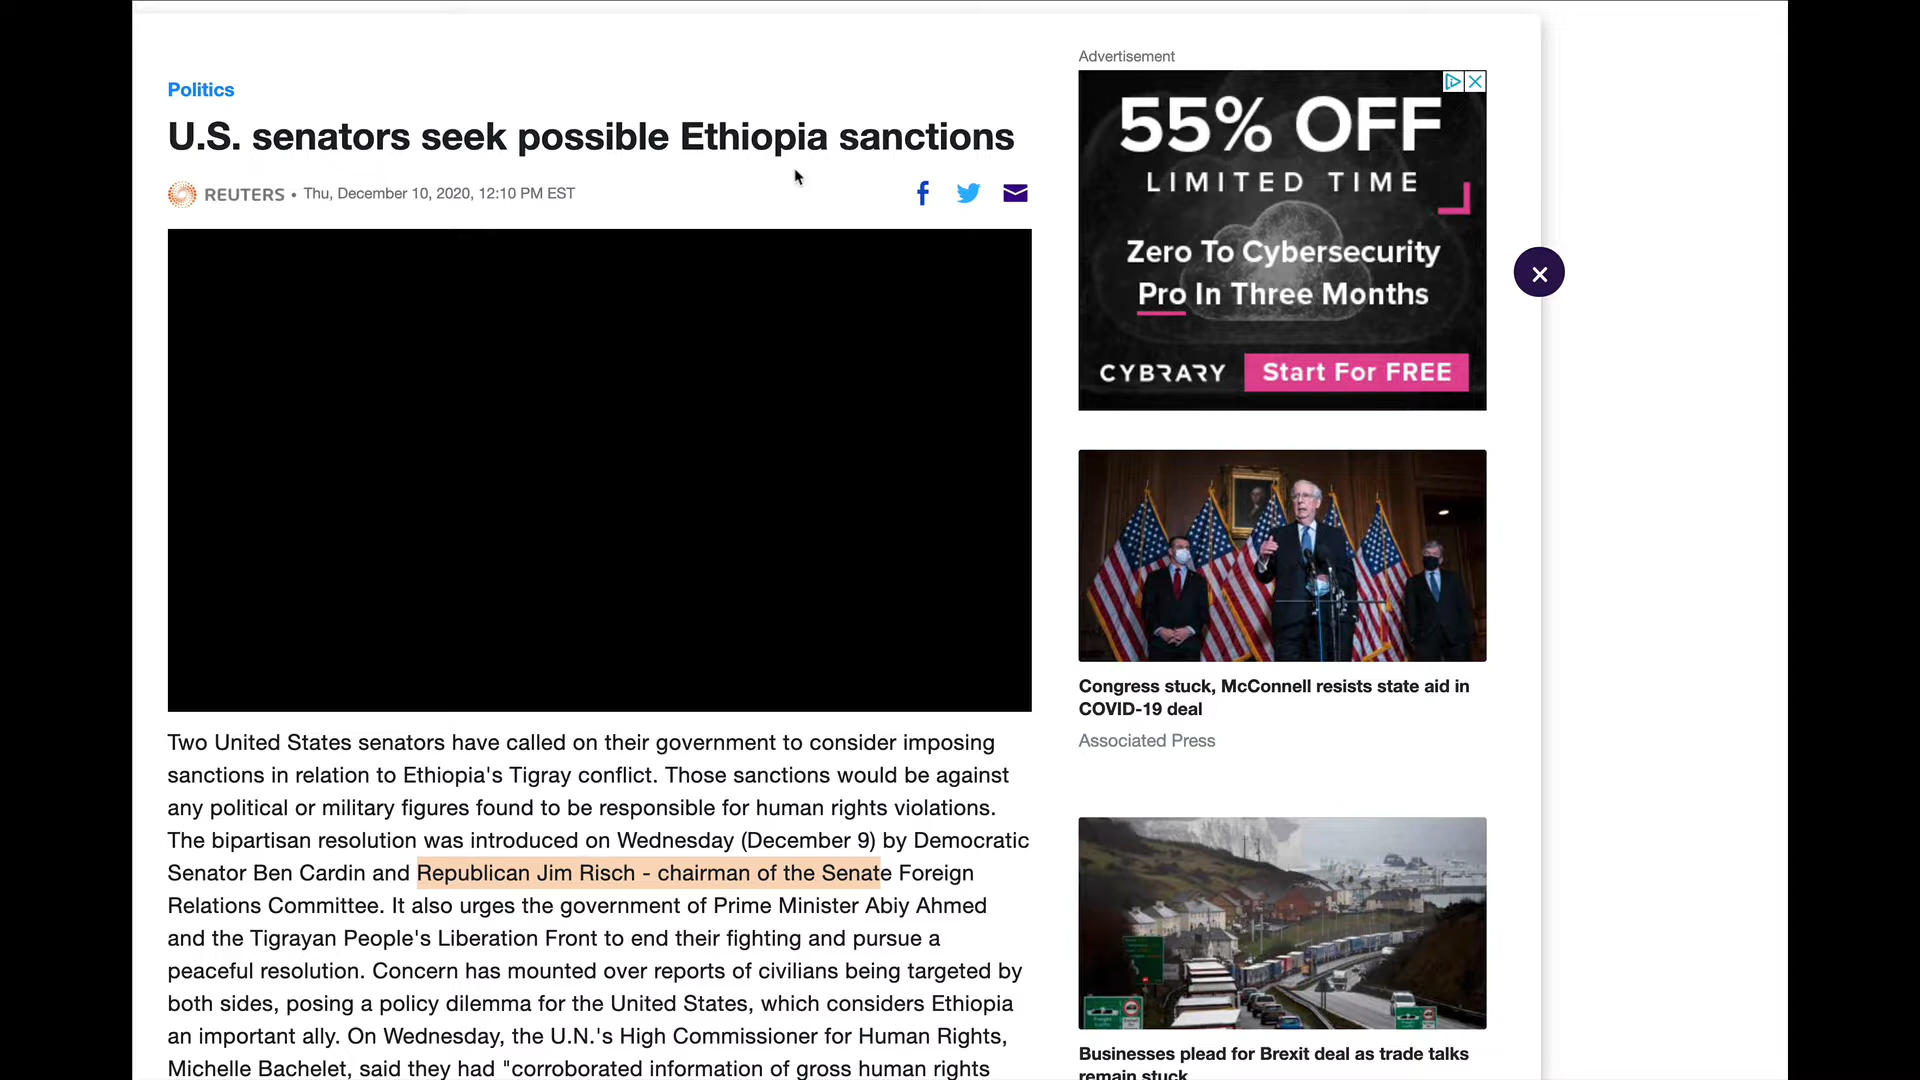 Politics
U.S. senators seek possible Ethiopia sanctions
REUTERS • Thu, December 10, 2020, 12:10 PM EST
Two United States senators have called on their government to consider imposing
sanctions in relation to Ethiopia's Tigray conflict. Those sanctions would be against
any political or military figures found to be responsible for human rights violations.
The bipartisan resolution was introduced on Wednesday (December 9) by Democratic
Senator Ben Cardin and Republican Jim Risch - chairman of the Senate Foreign
Relations Committee. It also urges the government of Prime Minister Abiy Ahmed
and the Tigrayan People's Liberation Front to end their fighting and pursue a
peaceful resolution. Concern has mounted over reports of civilians being targeted by
both sides, posing a policy dilemma for the United States, which considers Ethiopia
an important ally. On Wednesday, the U.N.'s High Commissioner for Human Rights,
Michelle Bachelet, said they had "corroborated information of gross human rights
Advertisement
55% OFF
LIMITED TIME
Zero To Cybersecurity
Pro In Three Months
CYBRARY Start For FREE
Congress stuck, McConnell resists state aid in
COVID-19 deal
Associated Press
Businesses plead for Brexit deal as trade talks
remain stuck